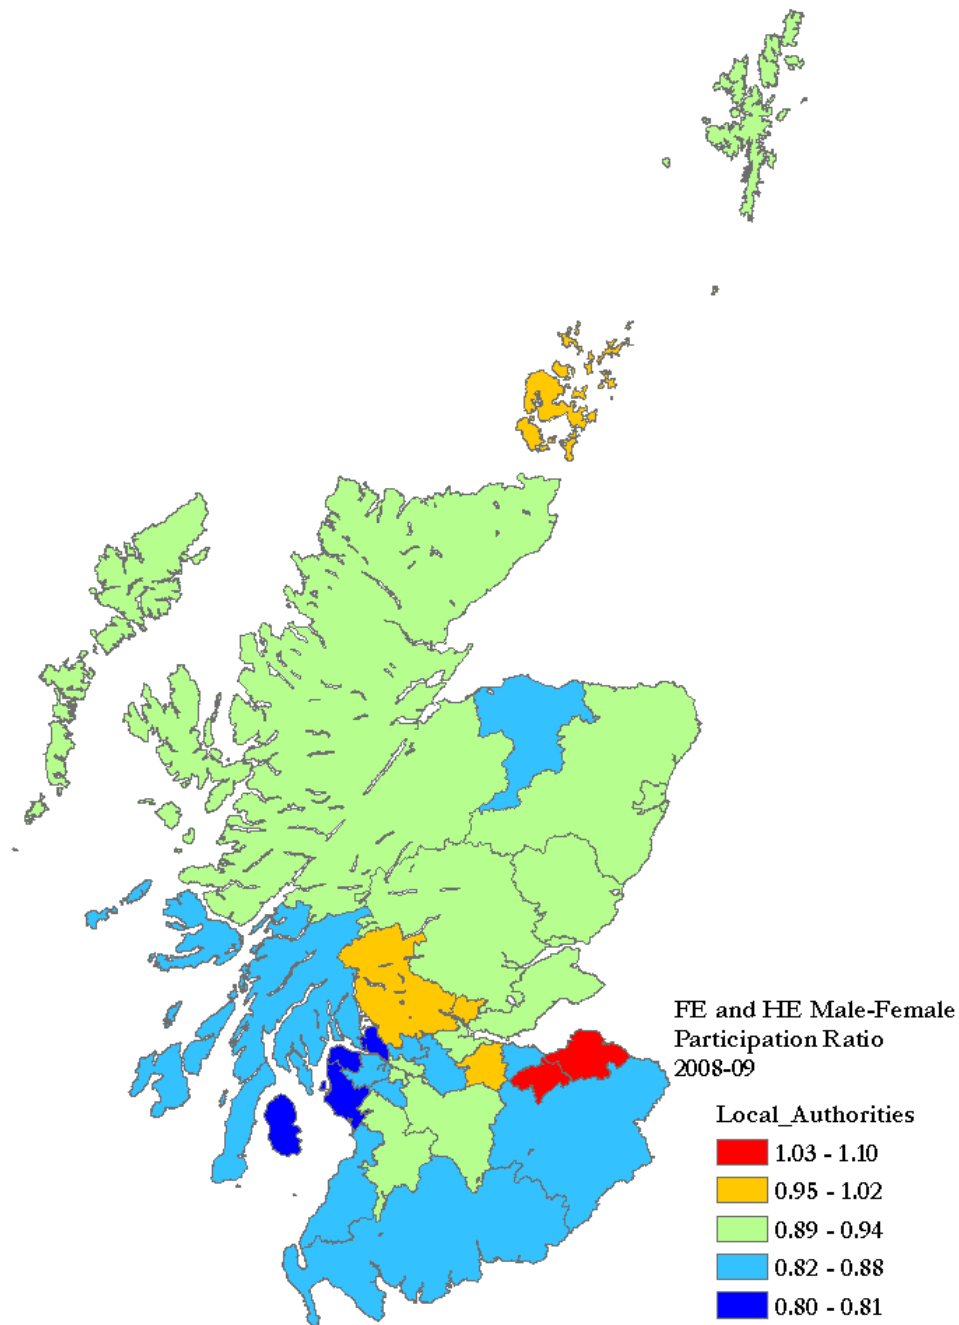 FE and HE Male-Female
Participation Ratio
2008-09
Local_Authorities
1.03 - 1.10
0.95 - 1.02
0.89 - 0.94
0.82 - 0.88
0.80 - 0.81